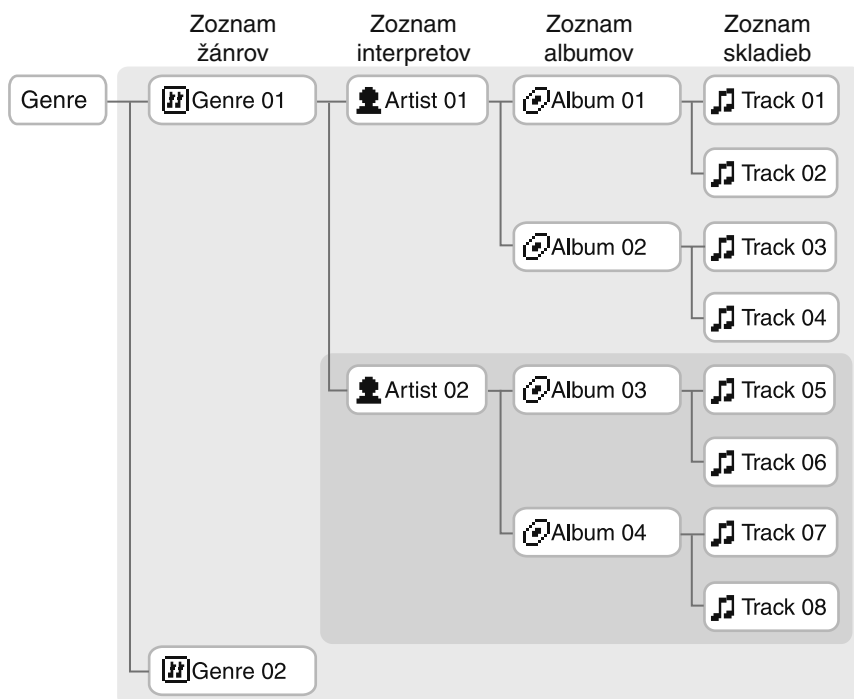 Zoznam
žánrov
Zoznam
interpretov
Zoznam
albumov
Zoznam
skladieb
Genre
Genre 01
Artist 01
Album 01
Track 01
Track 02
Album 02
Track 03
Track 04
Artist 02
Album 03
Track 05
Track 06
Album 04
Track 07
Track 08
Genre 02